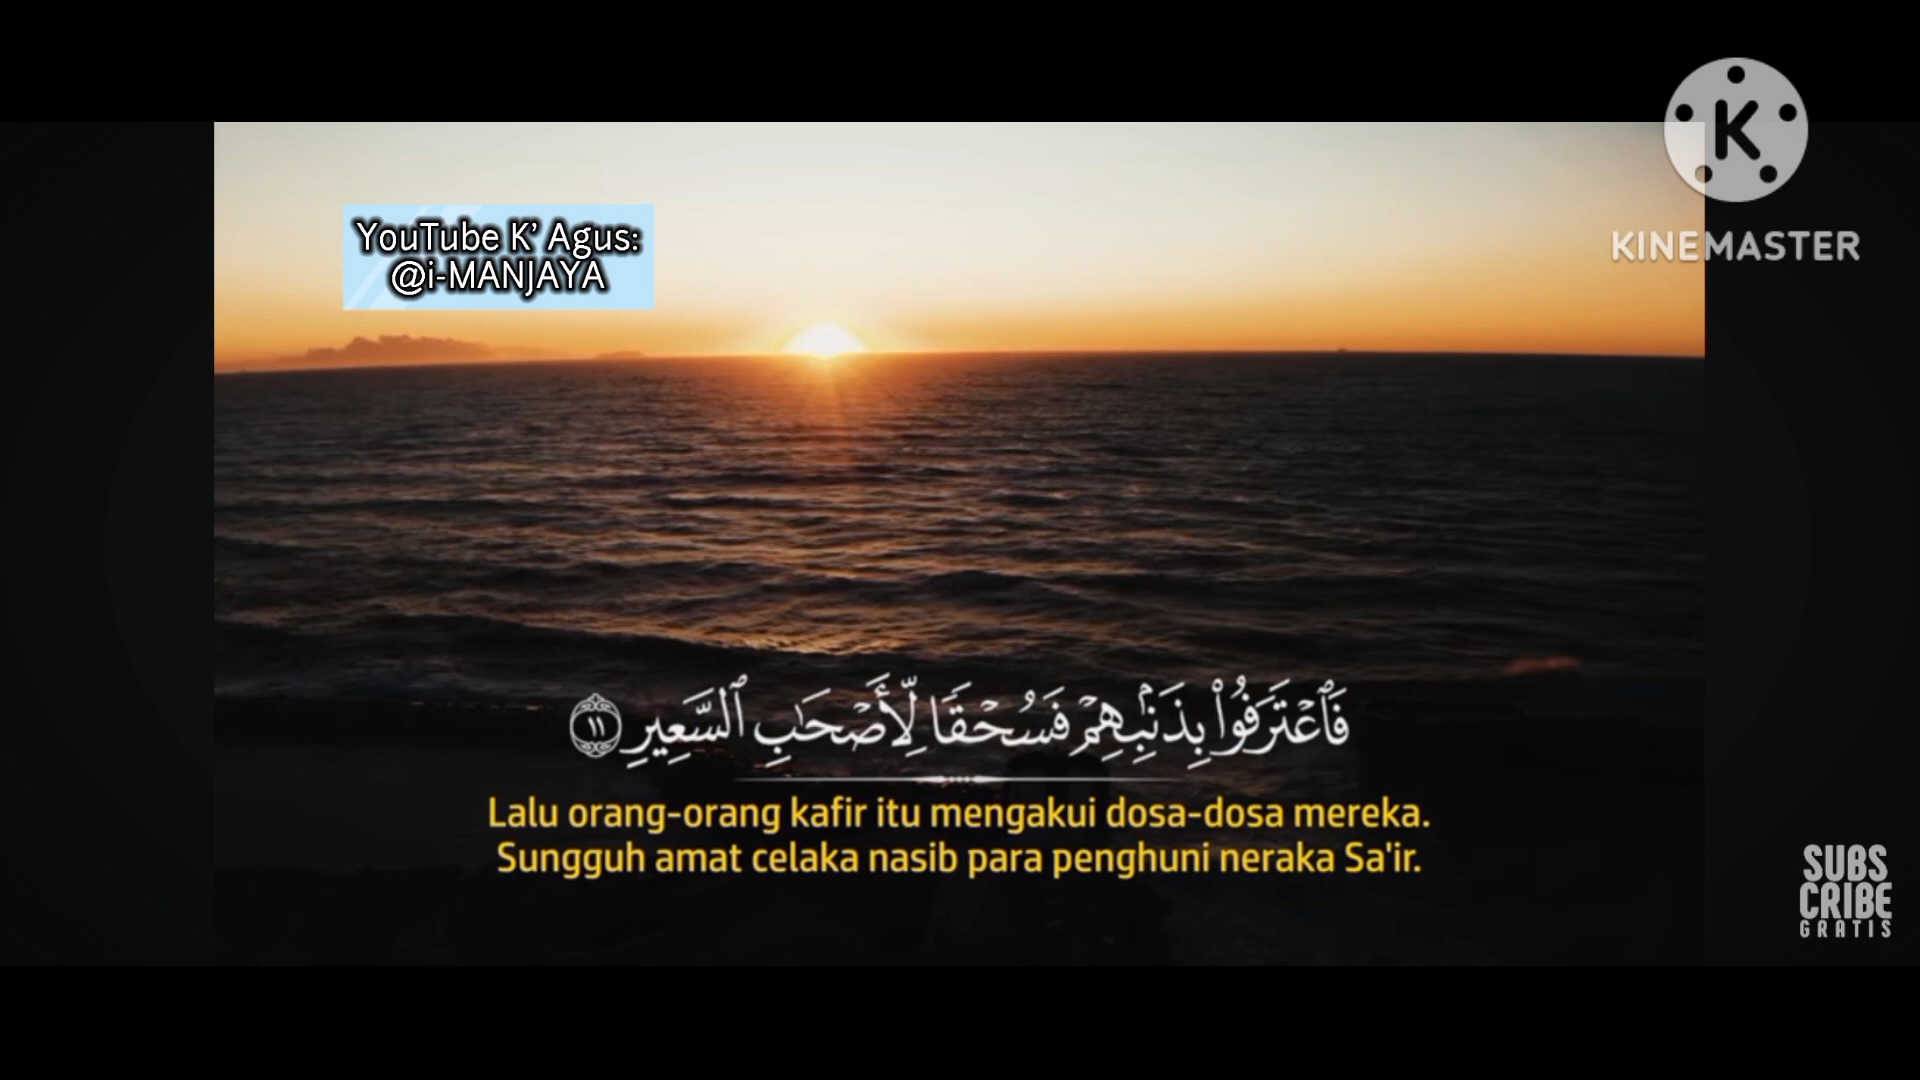 YouTube K’ Agus:
@i-MANJAYA
K
KINEMASTER
فَٱعْتَرَفُوا۟ بِذَنۢبِهِمْ فَسُحْقًا لِّأَصْحَٰبِ ٱلسَّعِيرِ ١١
Lalu orang-orang kafir itu mengakui dosa-dosa mereka.
Sungguh amat celaka nasib para penghuni neraka Sa'ir.
SUBS
CRIBE
GRATIS